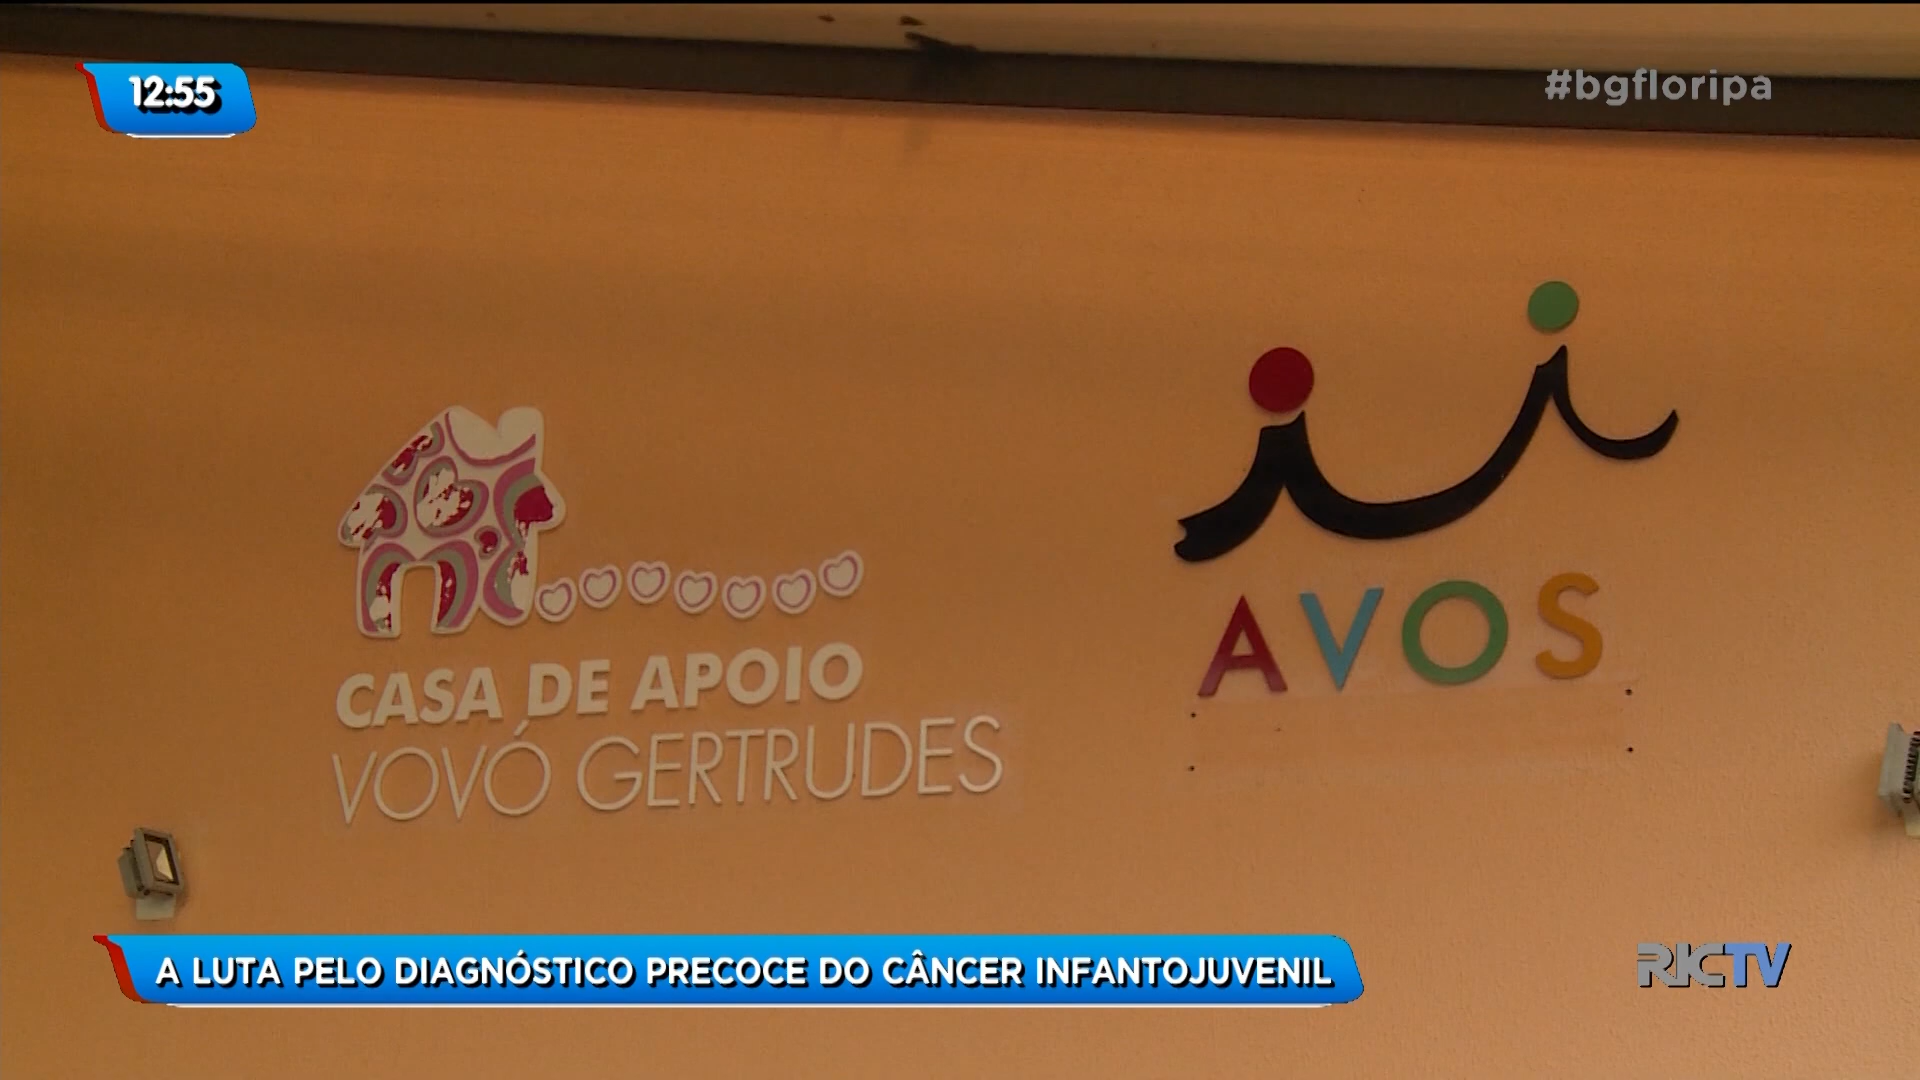 12:55
#bgfloripa
CASA DE APOIO
VOVÓ GERTRUDES
AVOS
A LUTA PELO DIAGNÓSTICO PRECOCE DO CÂNCER INFANTOJUVENIL
RICTV